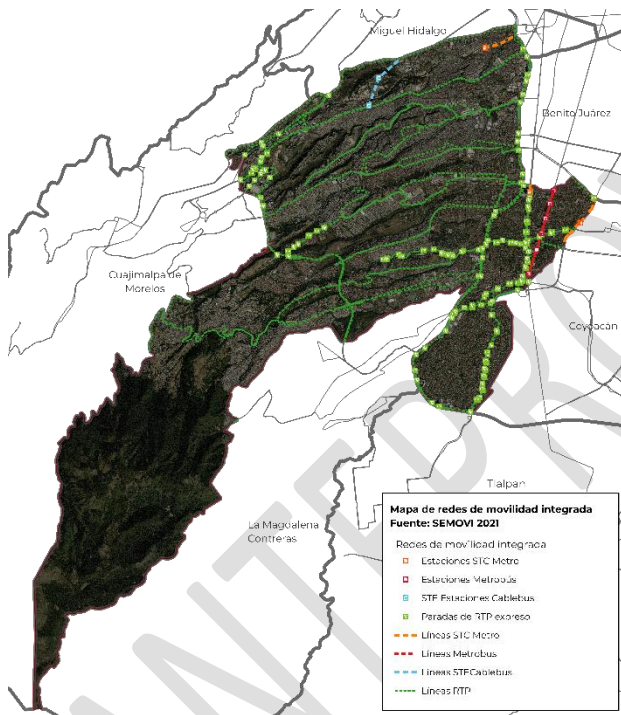 Miguel Hidalgo
Benito Juárez
Cuajimalpa de
Morelos
Coyoacán
Tlalpan
La Magdalena
Contreras
Mapa de redes de movilidad integrada
Fuente: SEMOVI 2021
Redes de movilidad integrada
Estaciones STC Metro
Estaciones Metrobús
STE Estaciones Cablebus
Paradas de RTP expreso
Líneas STC Metro
Líneas Metrobus
Líneas STECablebus
Líneas RTP
ANTEPRO